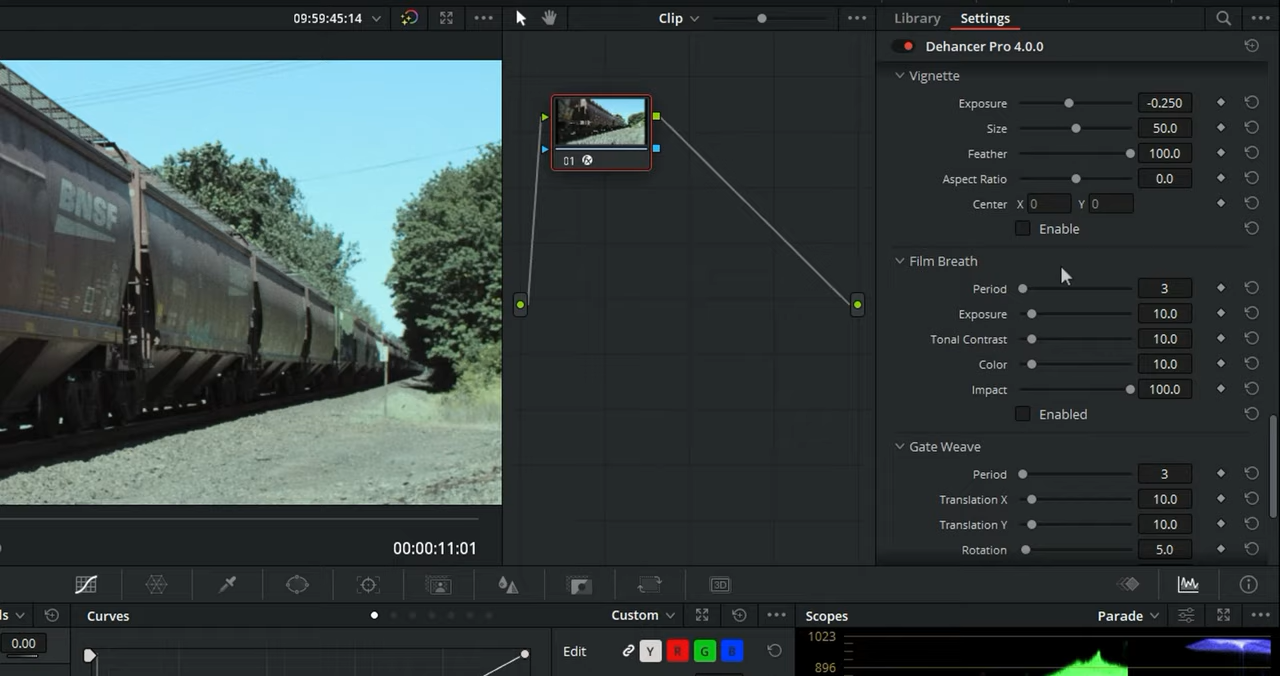 09:59:45:14
Clip
Library Settings
Dehancer Pro 4.0.0
Vignette
Exposure -0.250
Size 50.0
Feather 100.0
Aspect Ratio 0.0
Center X 0 Y 0
Enable
Film Breath
Period 3
Exposure 10.0
Tonal Contrast 10.0
Color 10.0
Impact 100.0
Enabled
Gate Weave
Period 3
Translation X 10.0
Translation Y 10.0
Rotation 5.0
BNSF
01
00:00:11:01
3D
Curves
Custom
Scopes
Parade
0.00
Edit Y R G B
1023
896